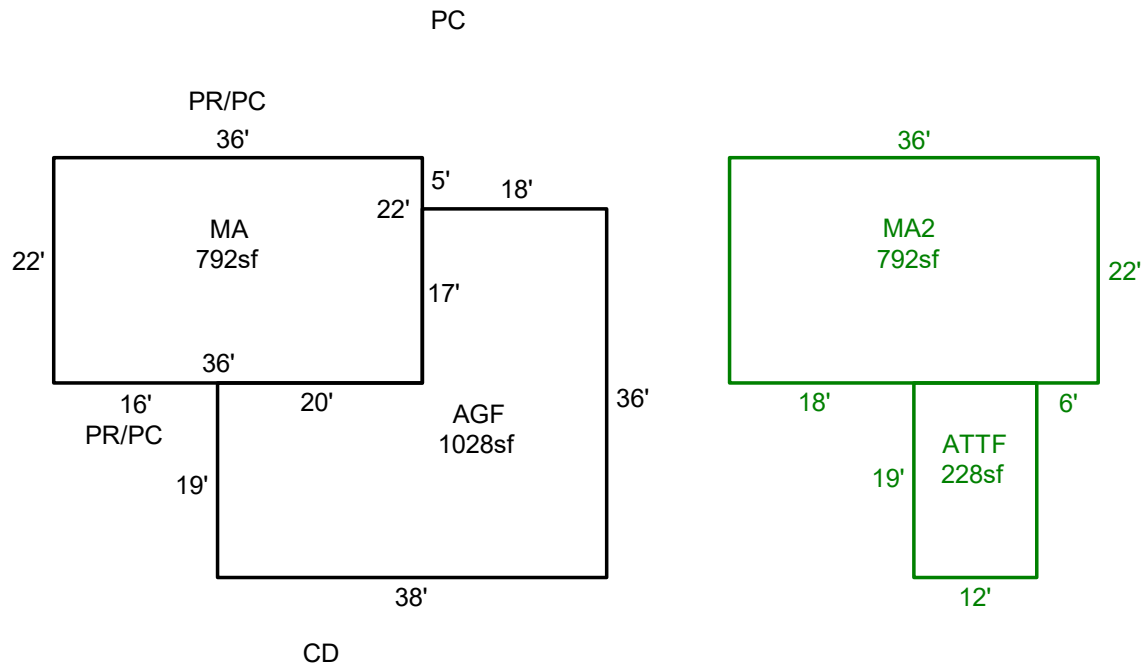 PC
PR/PC
36'
5'
18'
22'
MA
792sf
22'
17'
36'
16'
20'
PR/PC
AGF
1028sf
36'
19'
38'
CD
36'
MA2
792sf
22'
18'
6'
ATTF
228sf
19'
12'